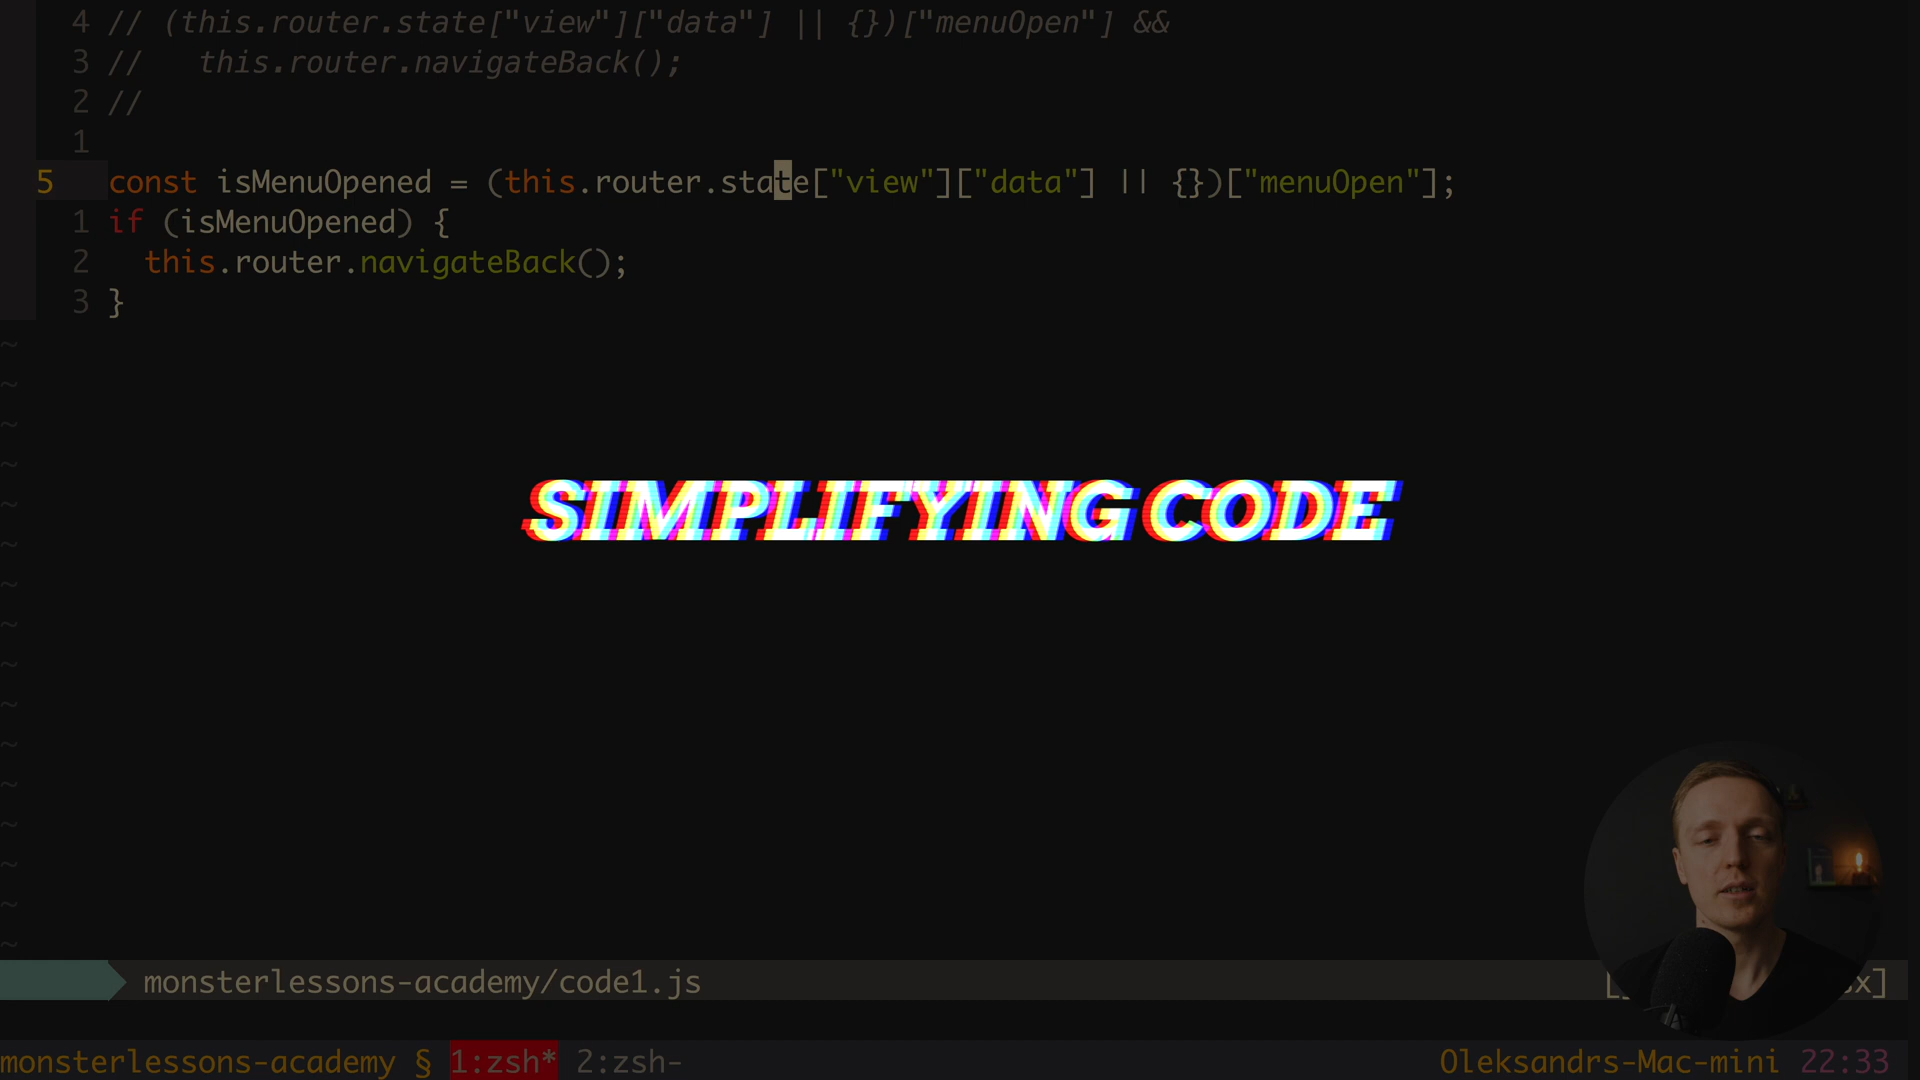 4 // (this.router.state["view"]["data"] || {})["menuOpen"] &&
3 //   this.router.navigateBack();
2 //
1
5 const isMenuOpened = (this.router.state["view"]["data"] || {})["menuOpen"];
1 if (isMenuOpened) {
2   this.router.navigateBack();
3 }
~
~
~
~
SIMPLIFYING CODE
~
~
~
~
~
~
~
~
~
~
~
~
monsterlessons-academy/code1.js
monsterlessons-academy § 1:zsh* 2:zsh- Oleksandrs-Mac-mini 22:33